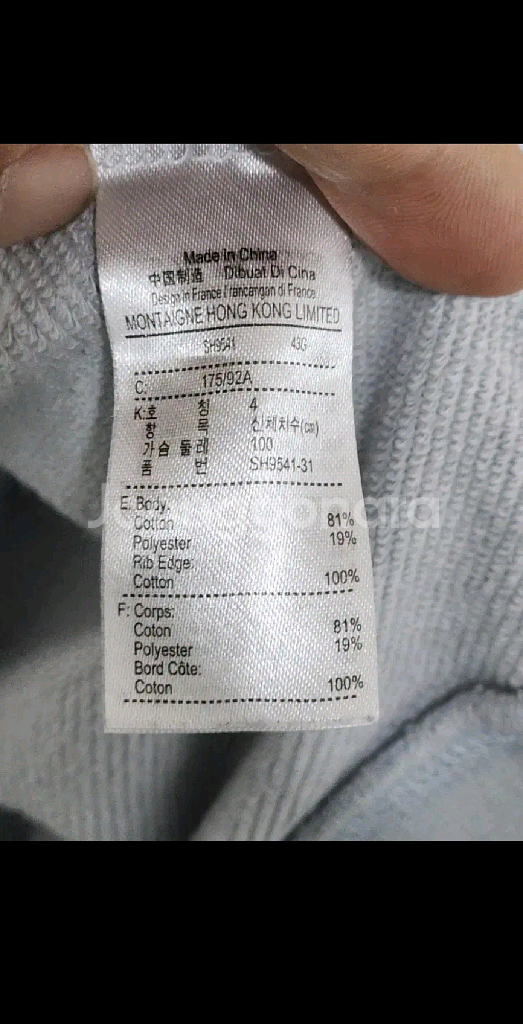 Made in China
中国制造 Dibuat Di Cina
Design in France / rancangan di France
MONTAIGNE HONG KONG LIMITED
SH9541 43G
C: 175/92A
K:호 칭 4
항 목 신체치수(cm)
가슴 둘레 100
품 번 SH9541-31
E: Body:
Cotton 81%
Polyester 19%
Rib Edge:
Cotton 100%
F: Corps:
Coton 81%
Polyester 19%
Bord Côte:
Coton 100%